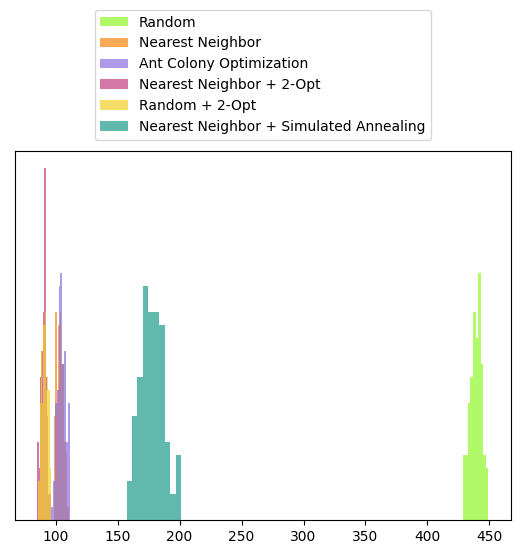 Random
Nearest Neighbor
Ant Colony Optimization
Nearest Neighbor + 2-Opt
Random + 2-Opt
Nearest Neighbor + Simulated Annealing
100 150 200 250 300 350 400 450